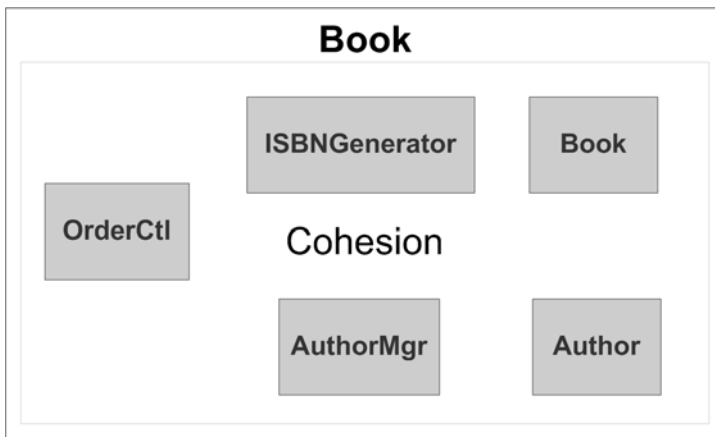 Book
ISBNGenerator
Book
OrderCtl
Cohesion
AuthorMgr
Author